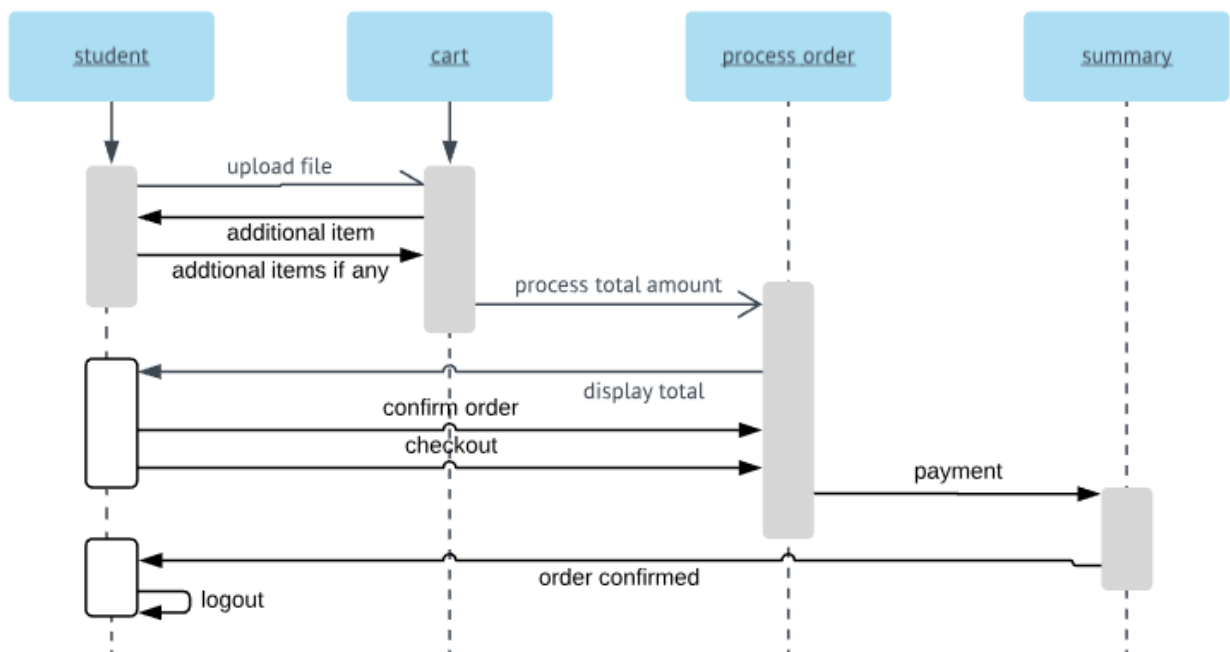 student
cart
process order
summary
upload file
additional item
addtional items if any
process total amount
display total
confirm order
checkout
payment
order confirmed
logout